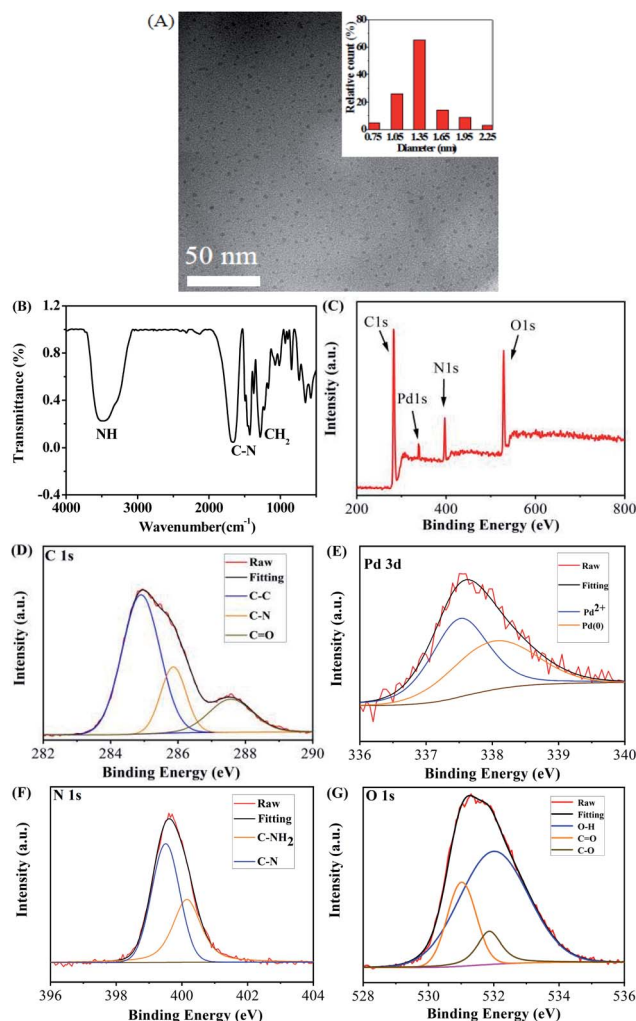 (A)
Relative count (%)
80
60
40
20
0
0.75 1.05 1.35 1.65 1.95 2.25
Diameter (nm)
50 nm
(B)
Transmittance (%)
1.2
0.8
0.4
0.0
-0.4
NH
C-N
CH2
4000 3000 2000 1000
Wavenumber(cm-1)
(C)
Intensity (a.u.)
C1s
Pd1s
N1s
O1s
200 400 600 800
Binding Energy (eV)
(D)
C 1s
Raw
Fitting
C-C
C-N
C=O
Intensity (a.u.)
282 284 286 288 290
Binding Energy (eV)
(E)
Pd 3d
Raw
Fitting
Pd2+
Pd(0)
Intensity (a.u.)
336 337 338 339 340
Binding Energy (eV)
(F)
N 1s
Raw
Fitting
C-NH2
C-N
Intensity (a.u.)
396 398 400 402 404
Binding Energy (eV)
(G)
O 1s
Raw
Fitting
O-H
C=O
C-O
Intensity (a.u.)
528 530 532 534 536
Binding Energy (eV)